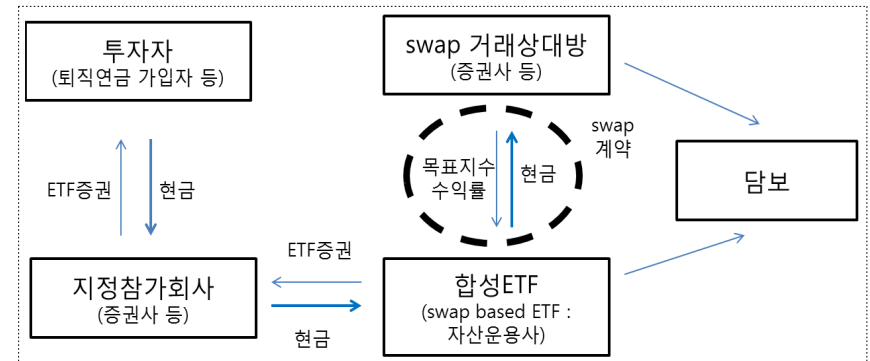 투자자
(퇴직연금 가입자 등)
swap 거래상대방
(증권사 등)
swap
계약
목표지수
수익률
현금
담보
ETF증권
현금
ETF증권
지정참가회사
(증권사 등)
현금
합성ETF
(swap based ETF :
자산운용사)